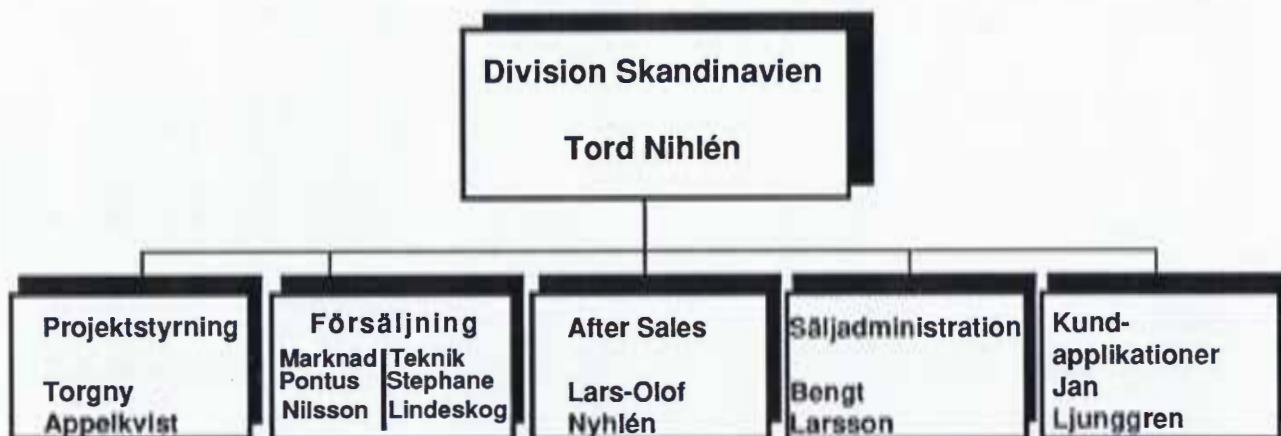 Division Skandinavien
Tord Nihlén
Projektstyrning
Torgny
Appelkvist
Försäljning
Marknad Teknik
Pontus Stephane
Nilsson Lindeskog
After Sales
Lars-Olof
Nyhlén
Säljadministration
Bengt
Larsson
Kund-
applikationer
Jan
Ljunggren